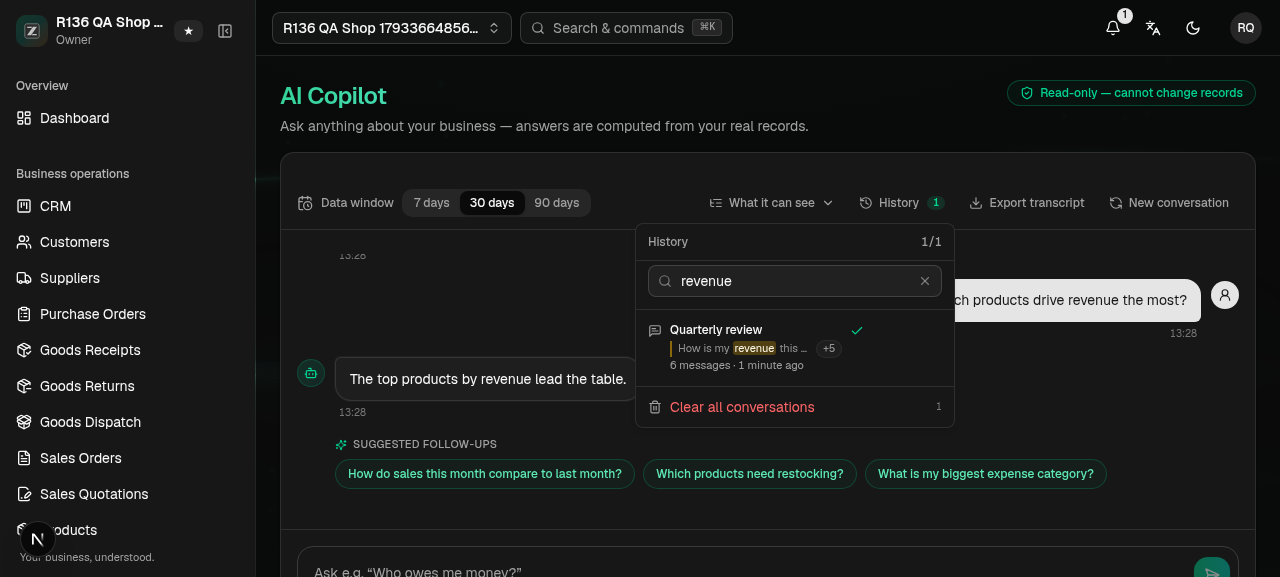 R136 QA Shop ...
Owner
Overview
Dashboard
Business operations
CRM
Customers
Suppliers
Purchase Orders
Goods Receipts
Goods Returns
Goods Dispatch
Sales Orders
Sales Quotations
oducts
Your business, understood.
R136 QA Shop 17933664856...
Search & commands
⌘K
1
RQ
AI Copilot
Read-only — cannot change records
Ask anything about your business — answers are computed from your real records.
Data window
7 days
30 days
90 days
What it can see
History
1
Export transcript
New conversation
13:28
ch products drive revenue the most?
13:28
History
1/1
revenue
Quarterly review
How is my revenue this ...
+5
6 messages · 1 minute ago
Clear all conversations
1
The top products by revenue lead the table.
13:28
SUGGESTED FOLLOW-UPS
How do sales this month compare to last month?
Which products need restocking?
What is my biggest expense category?
Ask e.g. “Who owes me money?”